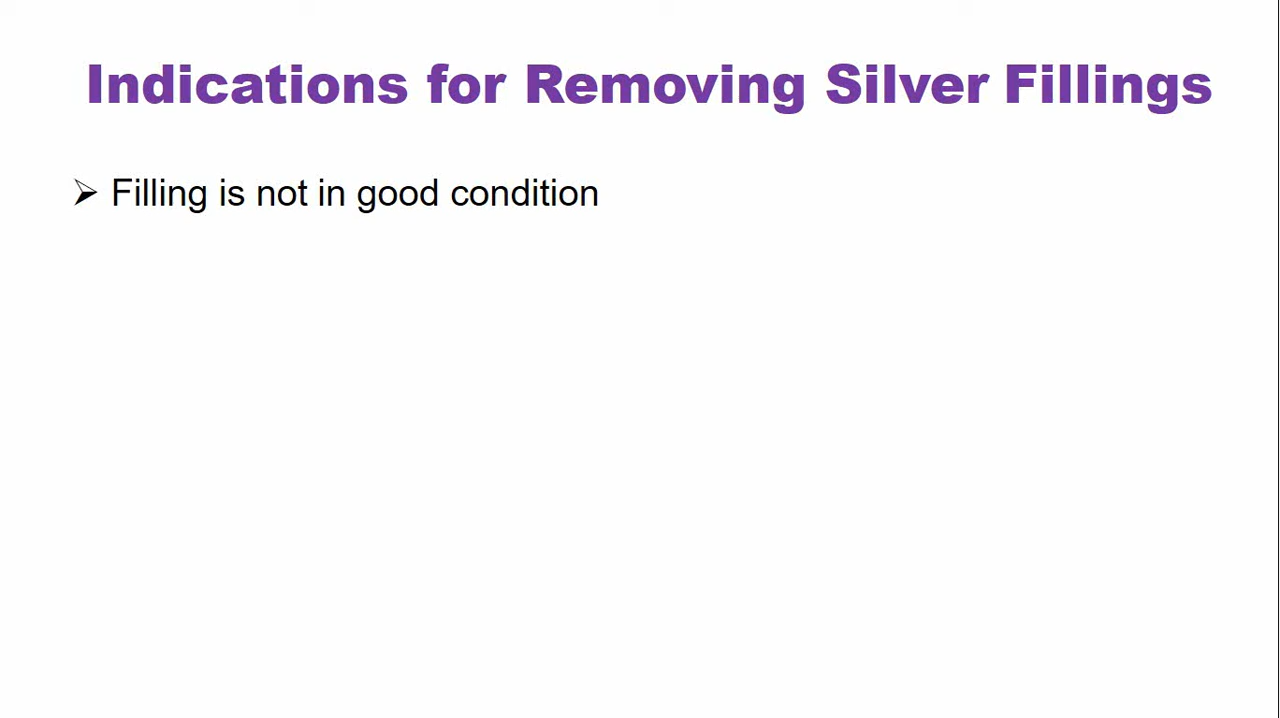 Indications for Removing Silver Fillings
➢ Filling is not in good condition